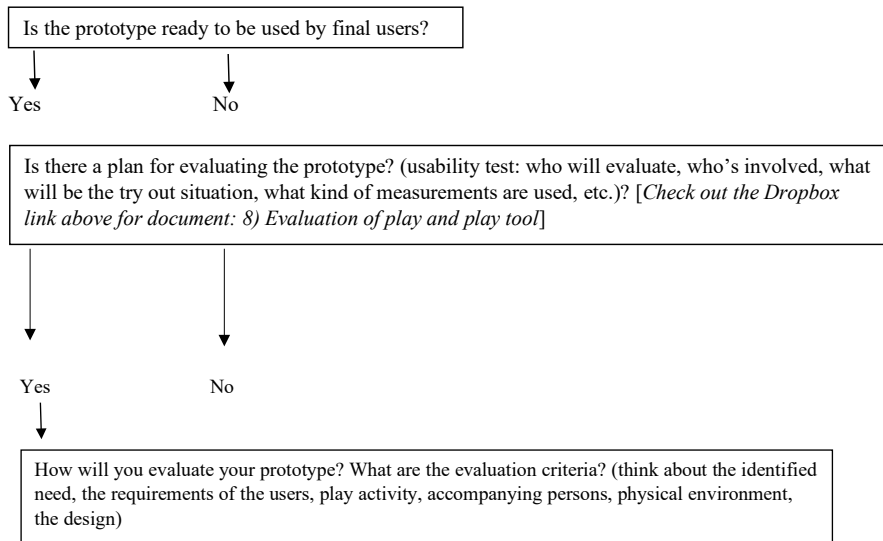 Is the prototype ready to be used by final users?
Yes No
Is there a plan for evaluating the prototype? (usability test: who will evaluate, who's involved, what
will be the try out situation, what kind of measurements are used, etc.)? [Check out the Dropbox
link above for document: 8) Evaluation of play and play tool]
Yes No
How will you evaluate your prototype? What are the evaluation criteria? (think about the identified
need, the requirements of the users, play activity, accompanying persons, physical environment,
the design)